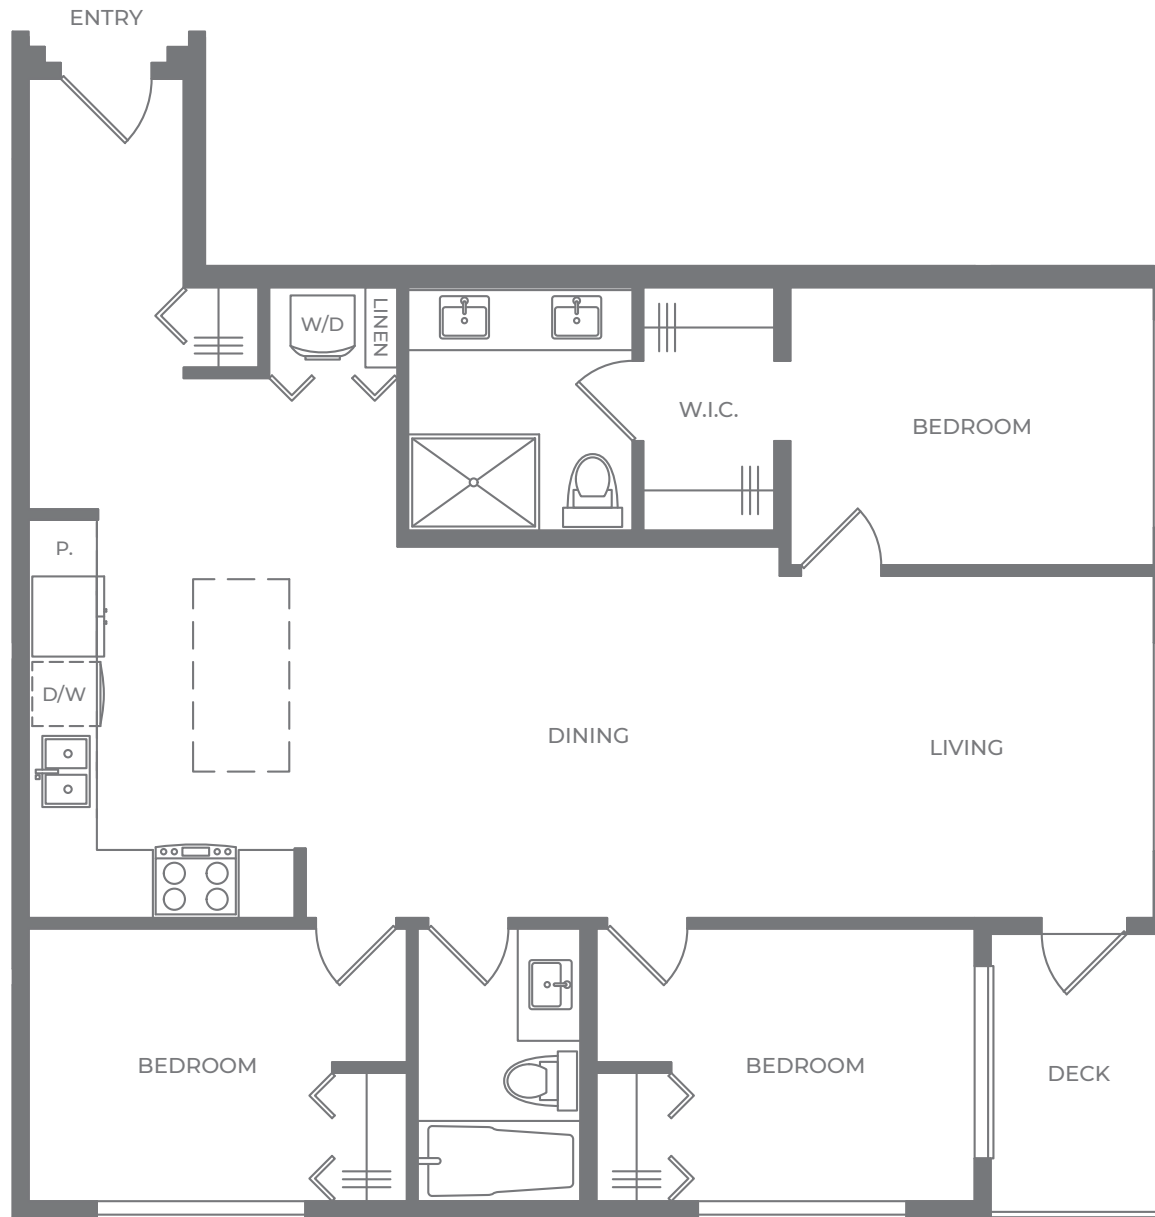 ENTRY
W/D
LINEN
W.I.C.
BEDROOM
P.
D/W
DINING
LIVING
BEDROOM
BEDROOM
DECK